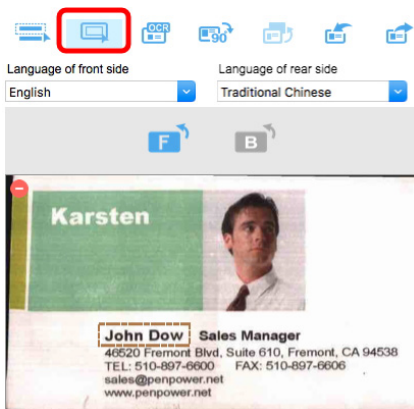 OCR
90°
Language of front side Language of rear side
English Traditional Chinese
F B
Karsten
John Dow Sales Manager
46520 Fremont Blvd, Suite 610, Fremont, CA 94538
TEL: 510-897-6600 FAX: 510-897-6606
sales@penpower.net
www.penpower.net